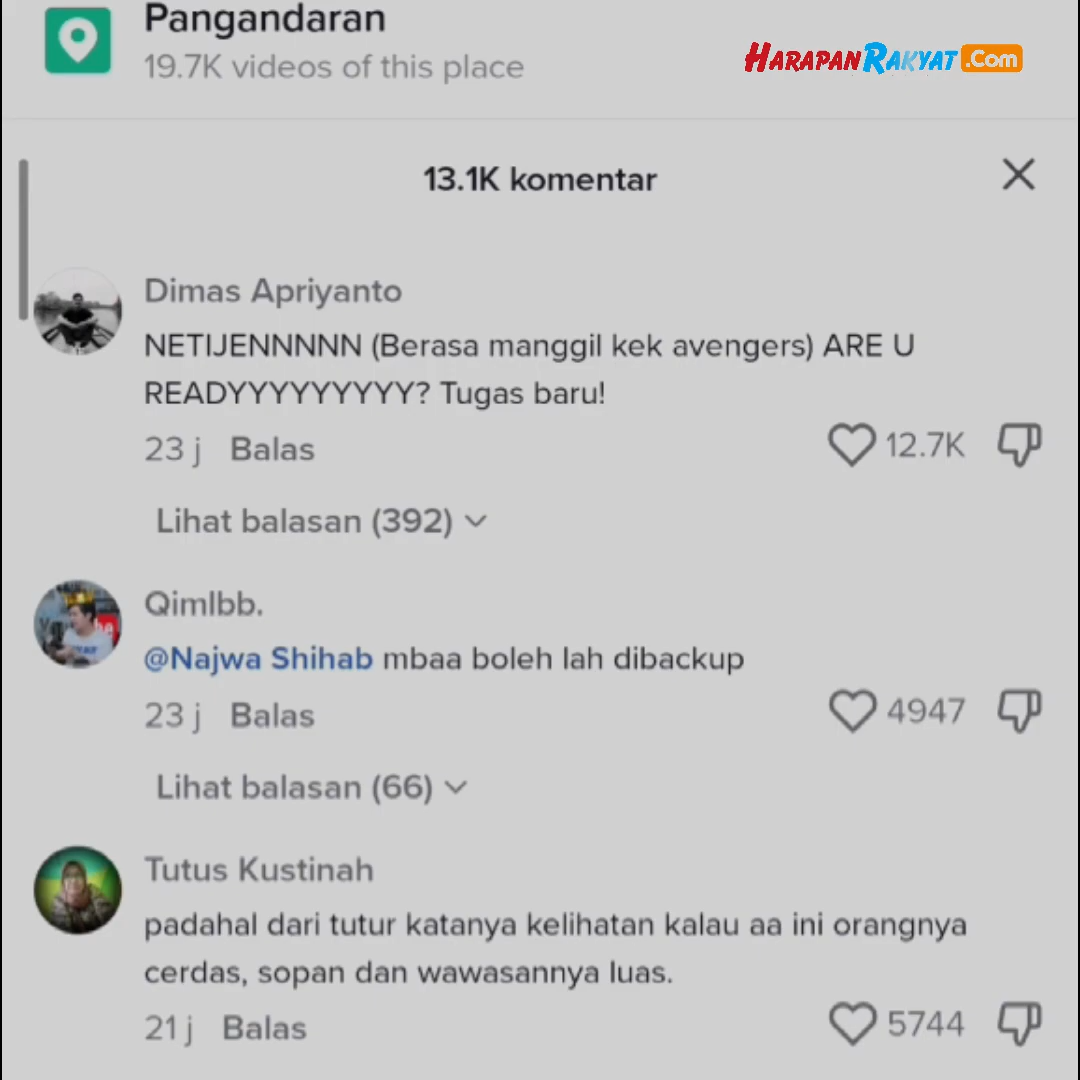 Pangandaran
19.7K videos of this place
HARAPANRAKYAT.Com
13.1K komentar
Dimas Apriyanto
NETIJENNNNN (Berasa manggil kek avengers) ARE U
READYYYYYYYYY? Tugas baru!
23 j Balas
12.7K
Lihat balasan (392)
Qimlbb.
@Najwa Shihab mbaa boleh lah dibackup
23 j Balas
4947
Lihat balasan (66)
Tutus Kustinah
padahal dari tutur katanya kelihatan kalau aa ini orangnya
cerdas, sopan dan wawasannya luas.
21 j Balas
5744